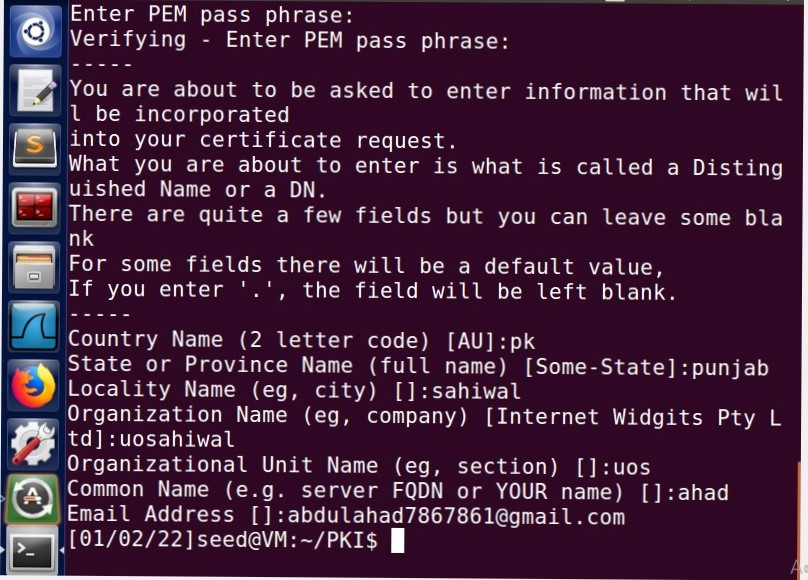 Enter PEM pass phrase:
Verifying - Enter PEM pass phrase:
-----
You are about to be asked to enter information that wil
l be incorporated
into your certificate request.
What you are about to enter is what is called a Disting
uished Name or a DN.
There are quite a few fields but you can leave some bla
nk
For some fields there will be a default value,
If you enter '.', the field will be left blank.
-----
Country Name (2 letter code) [AU]:pk
State or Province Name (full name) [Some-State]:punjab
Locality Name (eg, city) []:sahiwal
Organization Name (eg, company) [Internet Widgits Pty L
td]:uosahiwal
Organizational Unit Name (eg, section) []:uos
Common Name (e.g. server FQDN or YOUR name) []:ahad
Email Address []:abdulahad7867861@gmail.com
[01/02/22]seed@VM:~/PKI$